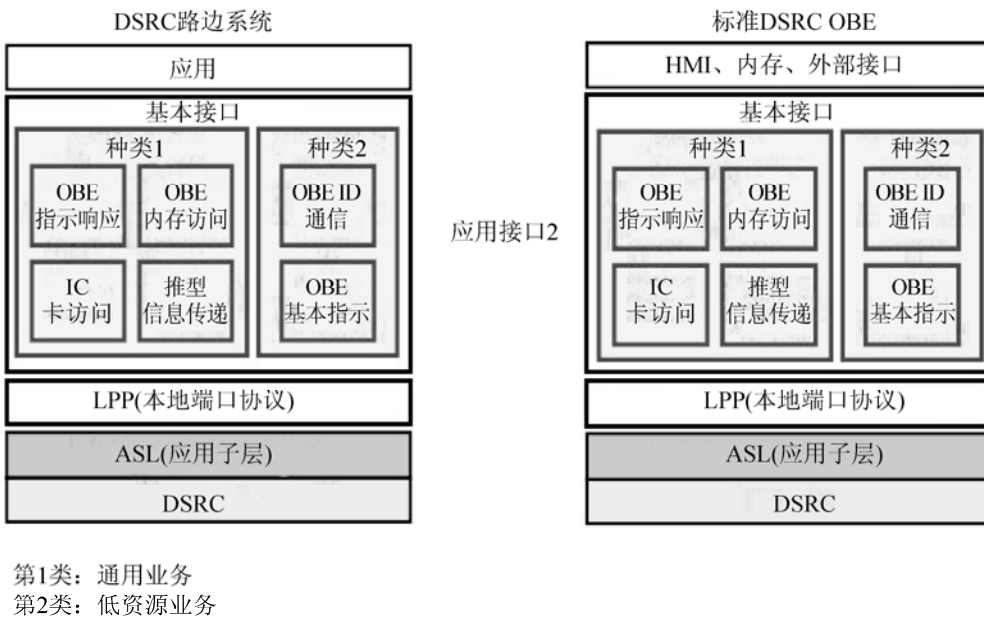 DSRC路边系统
应用
基本接口
种类1
种类2
OBE
指示响应
OBE
内存访问
OBE ID
通信
IC
卡访问
推型
信息传递
OBE
基本指示
LPP(本地端口协议)
ASL(应用子层)
DSRC
应用接口2
标准DSRC OBE
HMI、内存、外部接口
基本接口
种类1
种类2
OBE
指示响应
OBE
内存访问
OBE ID
通信
IC
卡访问
推型
信息传递
OBE
基本指示
LPP(本地端口协议)
ASL(应用子层)
DSRC
第1类：通用业务
第2类：低资源业务